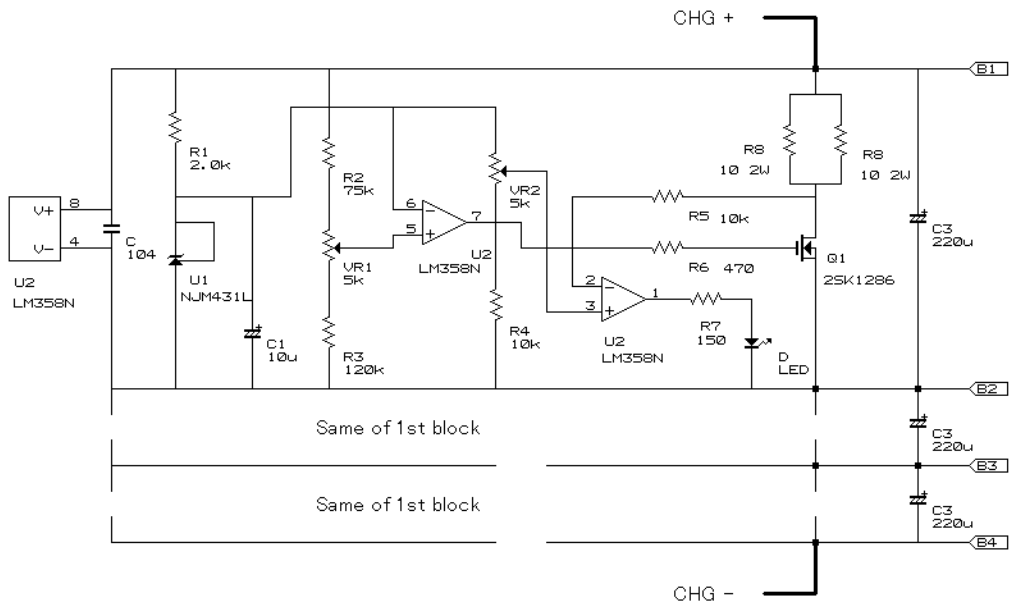 CHG +
B1
R1
2.0k
R2
75k
VR2
5k
R8
10 2W
R8
10 2W
V+
8
V-
4
C
104
U2
LM358N
U1
NJM431L
6
5
7
U2
LM358N
VR1
5k
R5 10k
R6 470
Q1
2SK1286
C3
220u
2
3
1
U2
LM358N
R7
150
D
LED
C1
10u
R3
120k
R4
10k
B2
Same of 1st block
C3
220u
B3
Same of 1st block
C3
220u
B4
CHG -